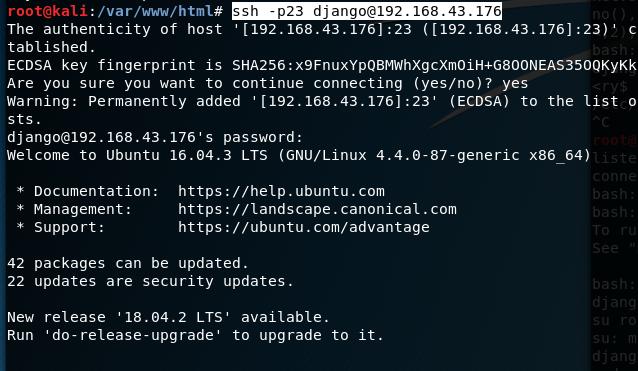 root@kali:/var/www/html# ssh -p23 django@192.168.43.176
The authenticity of host '[192.168.43.176]:23 ([192.168.43.176]:23)' c
tablished.
ECDSA key fingerprint is SHA256:x9FnuxYpQBMWhXgcXmOiH+G8OONEAS35OQKyKk
Are you sure you want to continue connecting (yes/no)? yes
Warning: Permanently added '[192.168.43.176]:23' (ECDSA) to the list o
sts.
django@192.168.43.176's password:
Welcome to Ubuntu 16.04.3 LTS (GNU/Linux 4.4.0-87-generic x86_64)
* Documentation: https://help.ubuntu.com
* Management: https://landscape.canonical.com
* Support: https://ubuntu.com/advantage
42 packages can be updated.
22 updates are security updates.
New release '18.04.2 LTS' available.
Run 'do-release-upgrade' to upgrade to it.
no()
bash:
<ry$
^C
root@
liste
conne
bash:
bash:
To ru
See "
bash:
djang
su ro
su: m
djang